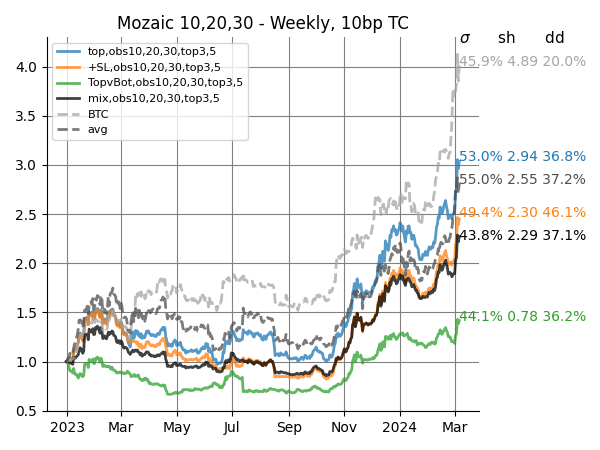 Mozaic 10,20,30 - Weekly, 10bp TC
σ sh dd
top,obs10,20,30,top3,5
+SL,obs10,20,30,top3,5
TopvBot,obs10,20,30,top3,5
mix,obs10,20,30,top3,5
BTC
avg
45.9% 4.89 20.0%
53.0% 2.94 36.8%
55.0% 2.55 37.2%
49.4% 2.30 46.1%
43.8% 2.29 37.1%
44.1% 0.78 36.2%
4.0
3.5
3.0
2.5
2.0
1.5
1.0
0.5
2023 Mar May Jul Sep Nov 2024 Mar